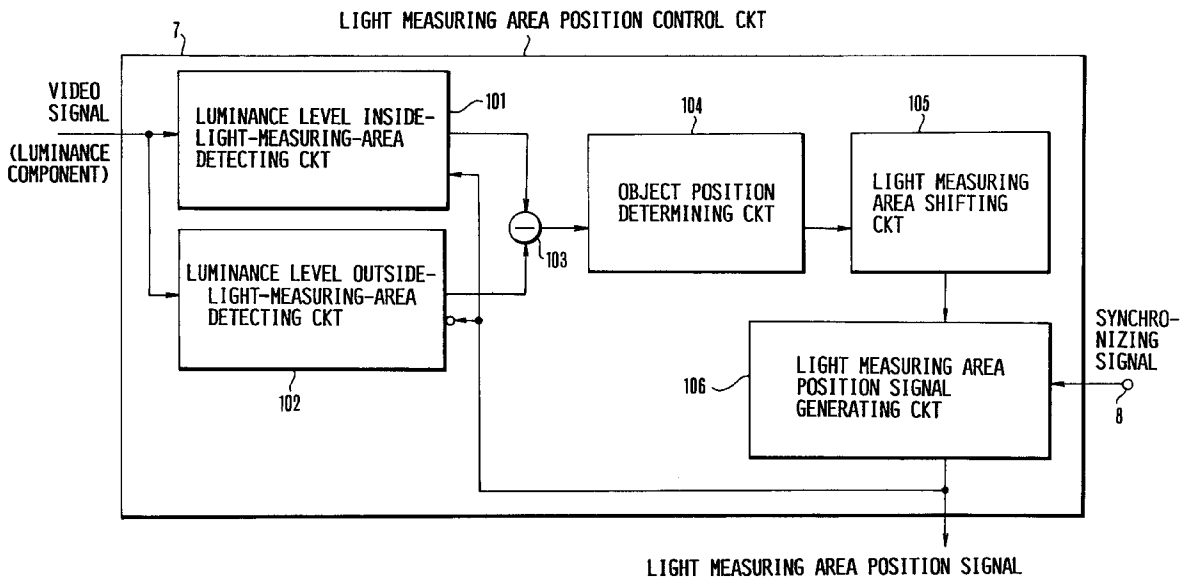 LIGHT MEASURING AREA POSITION CONTROL CKT
7
VIDEO
SIGNAL
(LUMINANCE
COMPONENT)
LUMINANCE LEVEL INSIDE-
LIGHT-MEASURING-AREA
DETECTING CKT
101
LUMINANCE LEVEL OUTSIDE-
LIGHT-MEASURING-AREA
DETECTING CKT
102
103
104
OBJECT POSITION
DETERMINING CKT
105
LIGHT MEASURING
AREA SHIFTING
CKT
106
LIGHT MEASURING AREA
POSITION SIGNAL
GENERATING CKT
SYNCHRO-
NIZING
SIGNAL
8
LIGHT MEASURING AREA POSITION SIGNAL